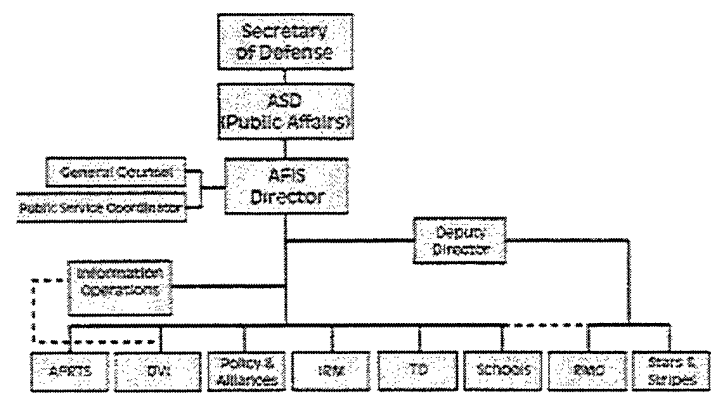 Secretary
of Defense
ASD
(Public Affairs)
General Counsel
AFIS
Director
Public Service Coordinator
Deputy
Director
Information
Operations
AFRTS
DVI
Policy &
Alliances
IRM
TD
Schools
RMO
Stars &
Stripes